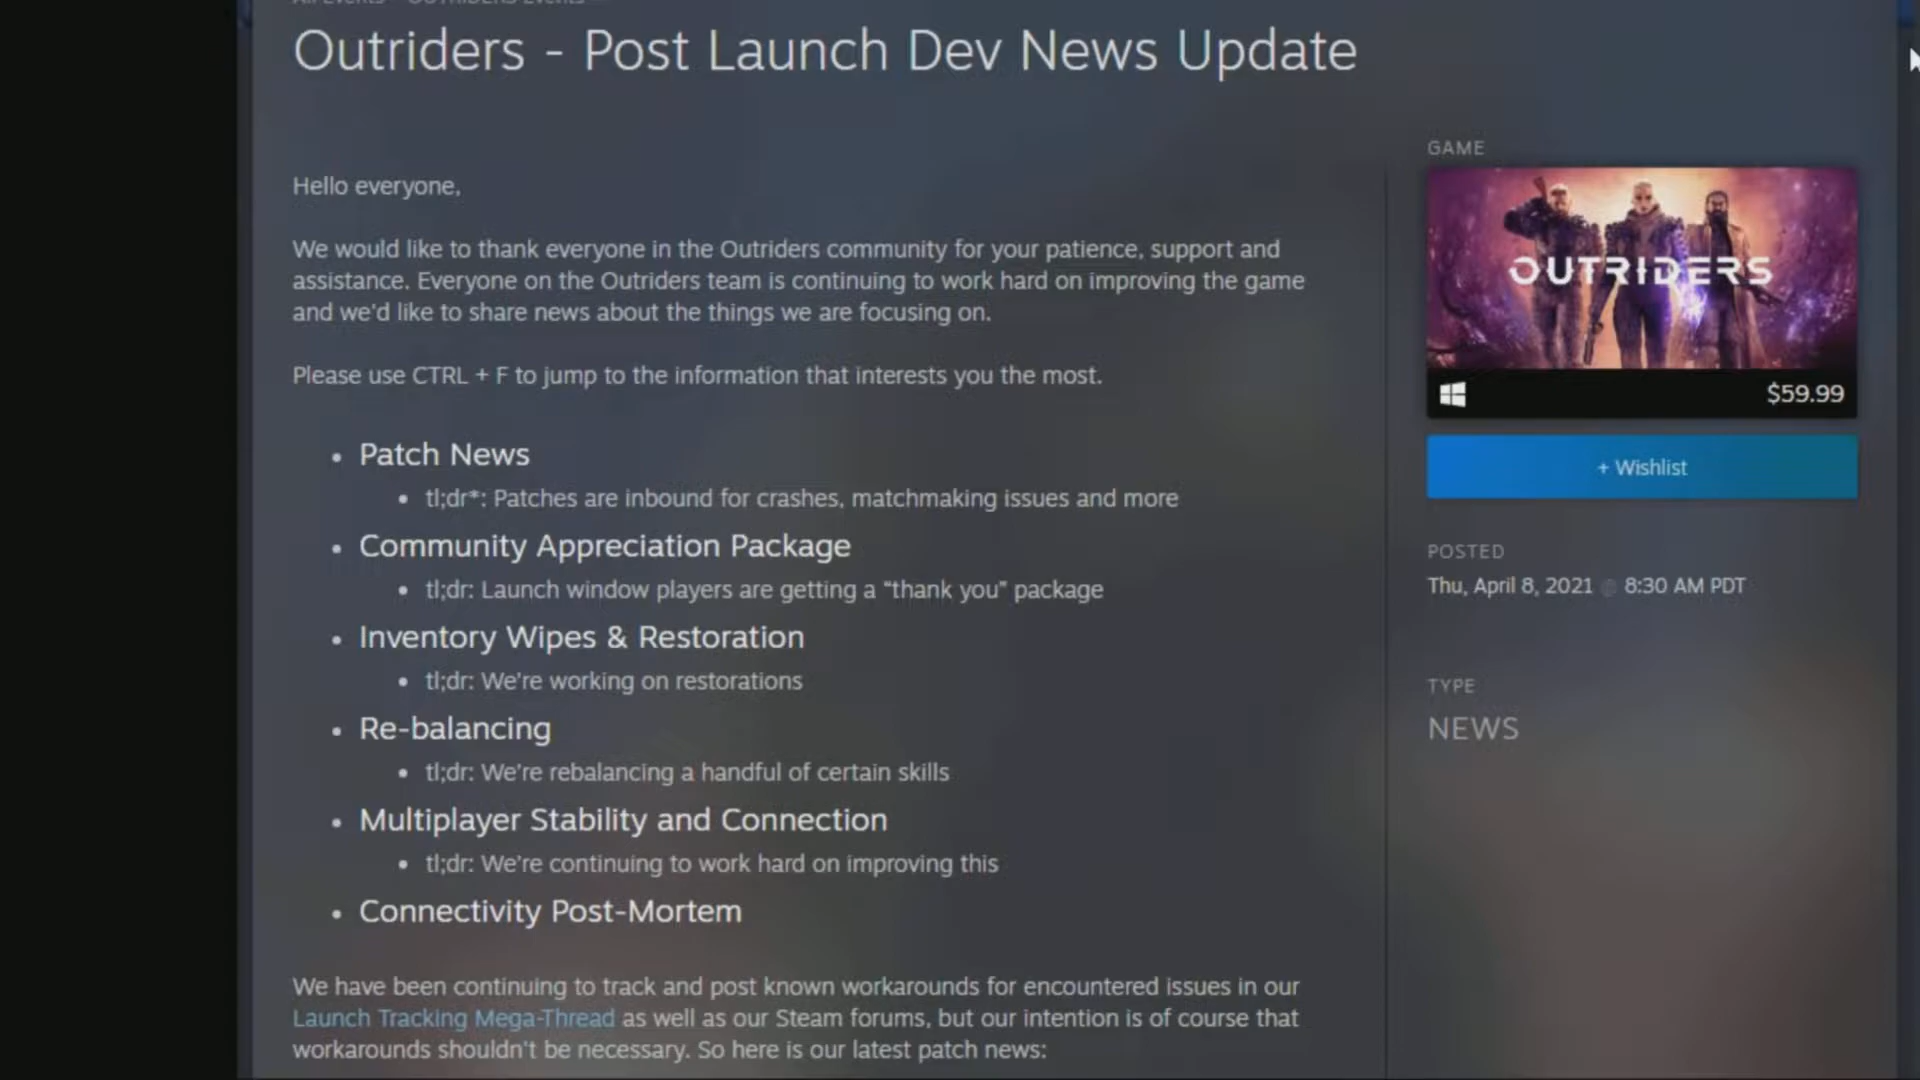 Outriders - Post Launch Dev News Update
Hello everyone,
We would like to thank everyone in the Outriders community for your patience, support and
assistance. Everyone on the Outriders team is continuing to work hard on improving the game
and we'd like to share news about the things we are focusing on.
Please use CTRL + F to jump to the information that interests you the most.
• Patch News
• tl;dr*: Patches are inbound for crashes, matchmaking issues and more
• Community Appreciation Package
• tl;dr: Launch window players are getting a “thank you” package
• Inventory Wipes & Restoration
• tl;dr: We're working on restorations
• Re-balancing
• tl;dr: We're rebalancing a handful of certain skills
• Multiplayer Stability and Connection
• tl;dr: We're continuing to work hard on improving this
• Connectivity Post-Mortem
We have been continuing to track and post known workarounds for encountered issues in our
Launch Tracking Mega-Thread as well as our Steam forums, but our intention is of course that
workarounds shouldn't be necessary. So here is our latest patch news:
GAME
OUTRIDERS
$59.99
+ Wishlist
POSTED
Thu, April 8, 2021 @ 8:30 AM PDT
TYPE
NEWS